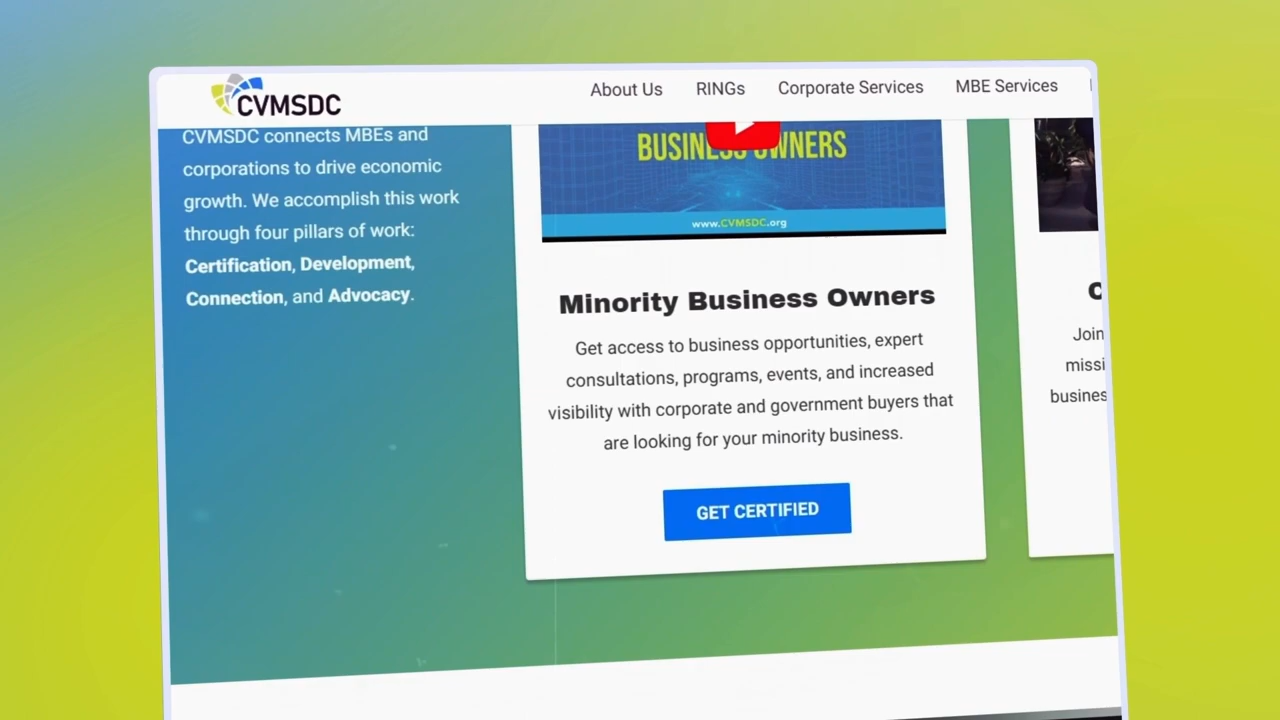 CVMSDC
About Us
RINGs
Corporate Services
MBE Services
CVMSDC connects MBEs and
corporations to drive economic
growth. We accomplish this work
through four pillars of work:
Certification, Development,
Connection, and Advocacy.
BUSINESS OWNERS
www.CVMSDC.org
Minority Business Owners
Get access to business opportunities, expert
consultations, programs, events, and increased
visibility with corporate and government buyers that
are looking for your minority business.
GET CERTIFIED
Join